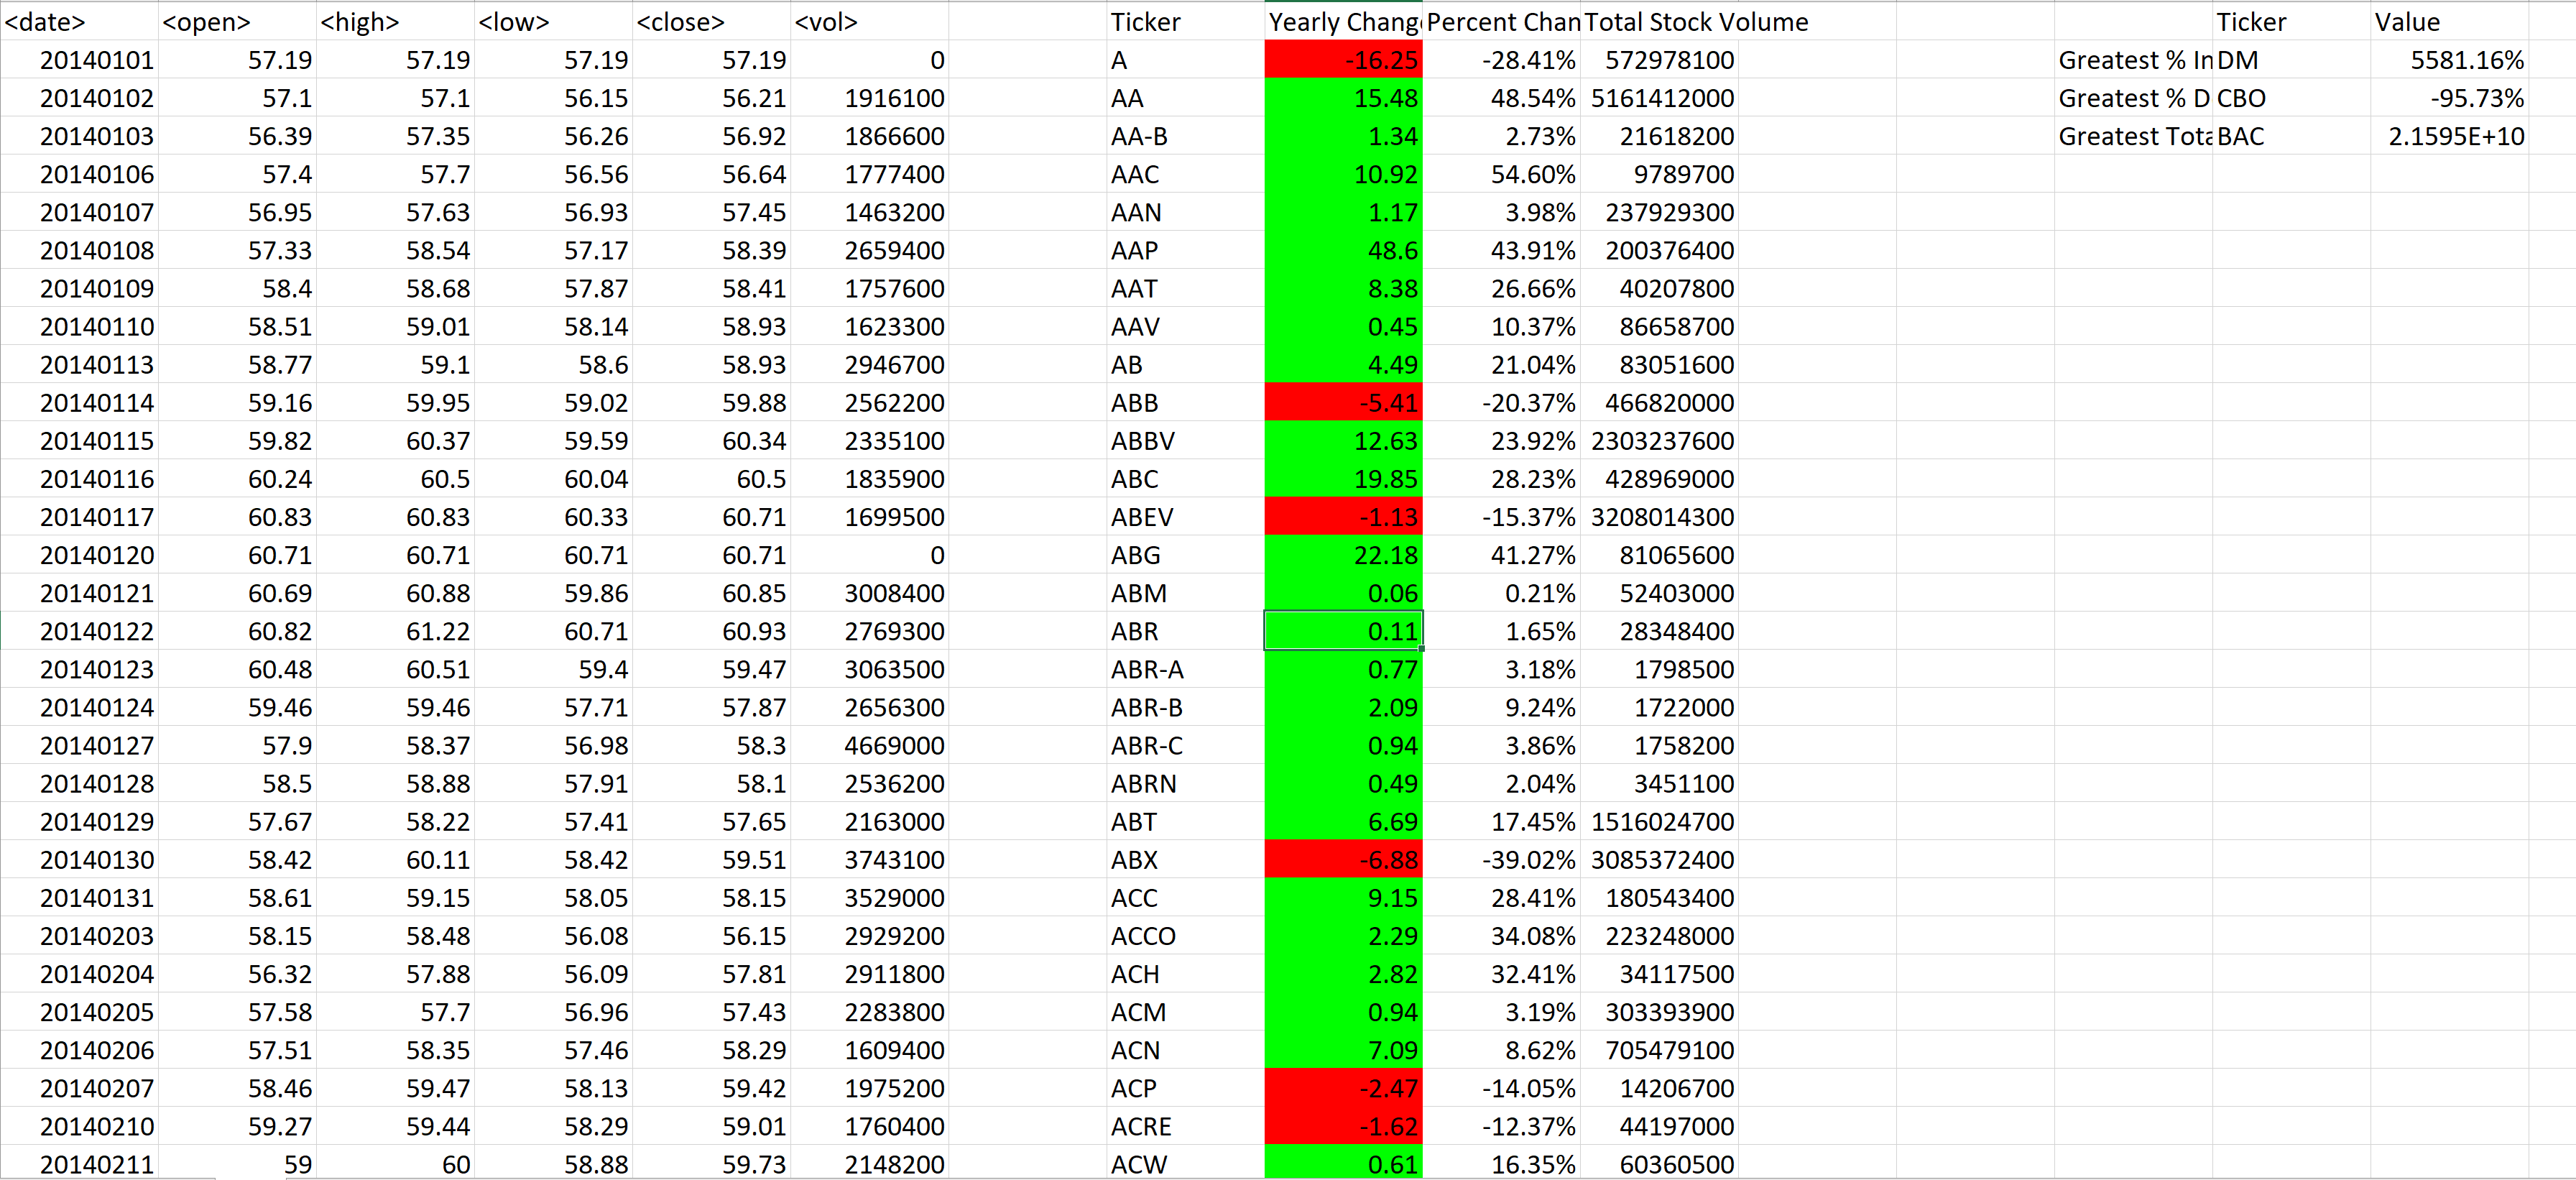 <date> <open> <high> <low> <close> <vol> Ticker Yearly Chang Percent Chan Total Stock Volume Ticker Value
20140101 57.19 57.19 57.19 57.19 0 A -16.25 -28.41% 572978100 Greatest % In DM 5581.16%
20140102 57.1 57.1 56.15 56.21 1916100 AA 15.48 48.54% 5161412000 Greatest % D CBO -95.73%
20140103 56.39 57.35 56.26 56.92 1866600 AA-B 1.34 2.73% 21618200 Greatest Tota BAC 2.1595E+10
20140106 57.4 57.7 56.56 56.64 1777400 AAC 10.92 54.60% 9789700
20140107 56.95 57.63 56.93 57.45 1463200 AAN 1.17 3.98% 237929300
20140108 57.33 58.54 57.17 58.39 2659400 AAP 48.6 43.91% 200376400
20140109 58.4 58.68 57.87 58.41 1757600 AAT 8.38 26.66% 40207800
20140110 58.51 59.01 58.14 58.93 1623300 AAV 0.45 10.37% 86658700
20140113 58.77 59.1 58.6 58.93 2946700 AB 4.49 21.04% 83051600
20140114 59.16 59.95 59.02 59.88 2562200 ABB -5.41 -20.37% 466820000
20140115 59.82 60.37 59.59 60.34 2335100 ABBV 12.63 23.92% 2303237600
20140116 60.24 60.5 60.04 60.5 1835900 ABC 19.85 28.23% 428969000
20140117 60.83 60.83 60.33 60.71 1699500 ABEV -1.13 -15.37% 3208014300
20140120 60.71 60.71 60.71 60.71 0 ABG 22.18 41.27% 81065600
20140121 60.69 60.88 59.86 60.85 3008400 ABM 0.06 0.21% 52403000
20140122 60.82 61.22 60.71 60.93 2769300 ABR 0.11 1.65% 28348400
20140123 60.48 60.51 59.4 59.47 3063500 ABR-A 0.77 3.18% 1798500
20140124 59.46 59.46 57.71 57.87 2656300 ABR-B 2.09 9.24% 1722000
20140127 57.9 58.37 56.98 58.3 4669000 ABR-C 0.94 3.86% 1758200
20140128 58.5 58.88 57.91 58.1 2536200 ABRN 0.49 2.04% 3451100
20140129 57.67 58.22 57.41 57.65 2163000 ABT 6.69 17.45% 1516024700
20140130 58.42 60.11 58.42 59.51 3743100 ABX -6.88 -39.02% 3085372400
20140131 58.61 59.15 58.05 58.15 3529000 ACC 9.15 28.41% 180543400
20140203 58.15 58.48 56.08 56.15 2929200 ACCO 2.29 34.08% 223248000
20140204 56.32 57.88 56.09 57.81 2911800 ACH 2.82 32.41% 34117500
20140205 57.58 57.7 56.96 57.43 2283800 ACM 0.94 3.19% 303393900
20140206 57.51 58.35 57.46 58.29 1609400 ACN 7.09 8.62% 705479100
20140207 58.46 59.47 58.13 59.42 1975200 ACP -2.47 -14.05% 14206700
20140210 59.27 59.44 58.29 59.01 1760400 ACRE -1.62 -12.37% 44197000
20140211 59 60 58.88 59.73 2148200 ACW 0.61 16.35% 60360500